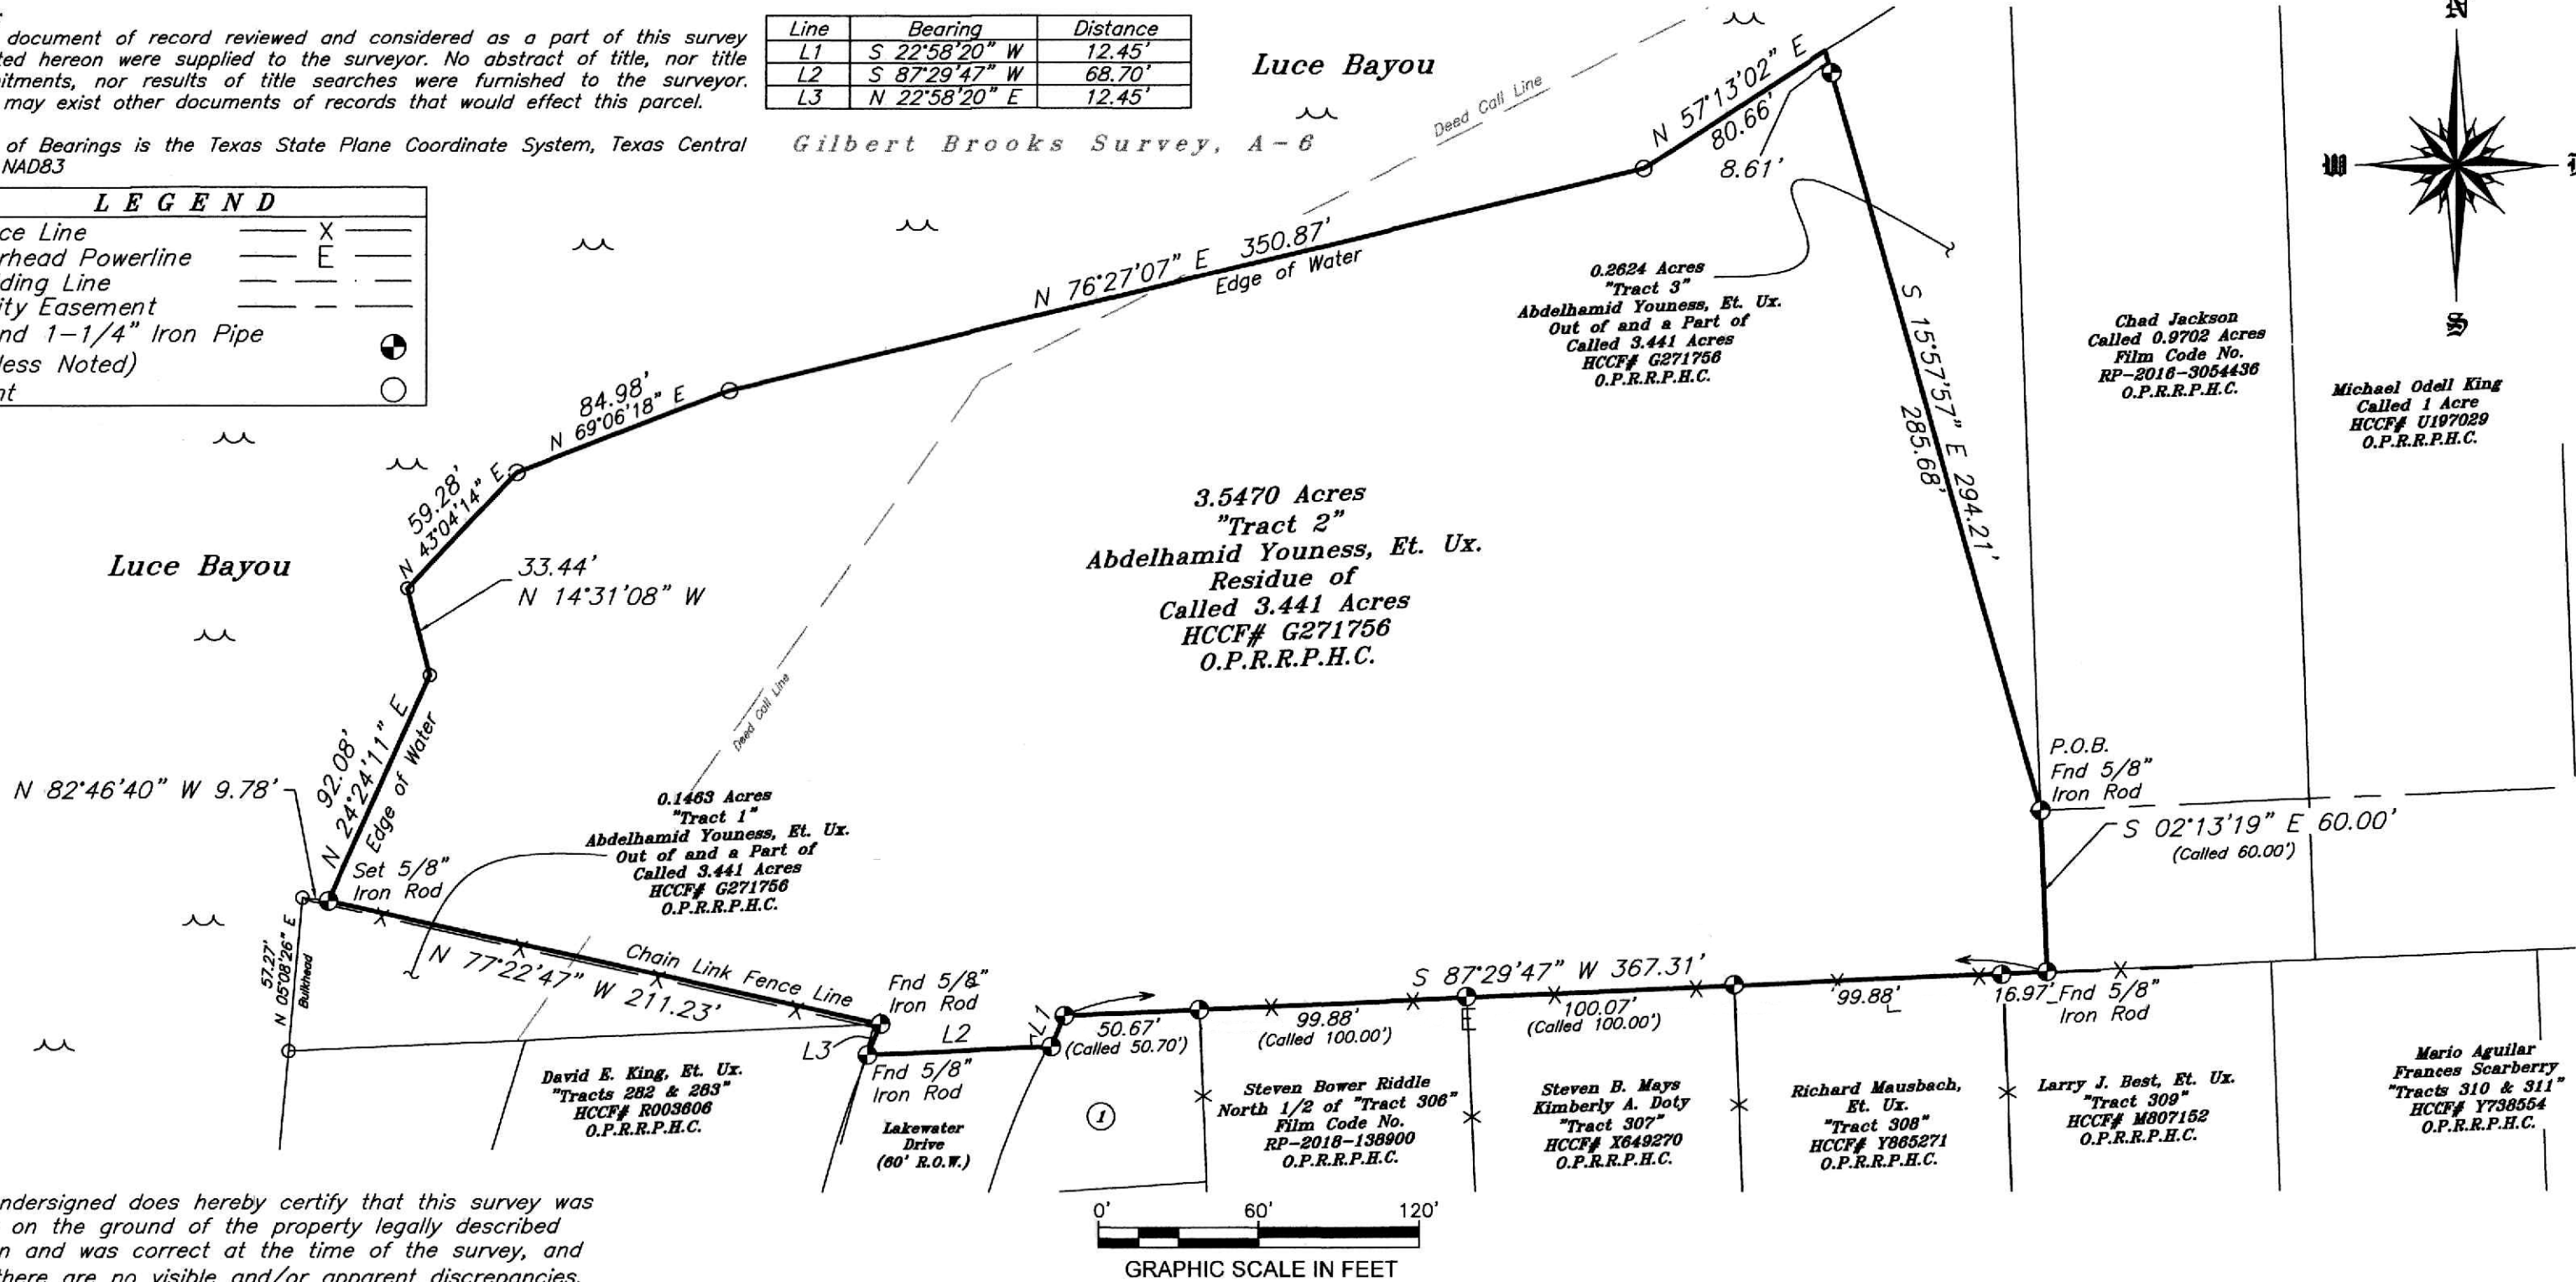 document of record reviewed and considered as a part of this survey
ted hereon were supplied to the surveyor. No abstract of title, nor title
itments, nor results of title searches were furnished to the surveyor.
may exist other documents of records that would effect this parcel.
of Bearings is the Texas State Plane Coordinate System, Texas Central
NAD83
L E G E N D
ce Line X
rhead Powerline E
ding Line
ity Easement
nd 1-1/4" Iron Pipe
less Noted)
nt
Line Bearing Distance
L1 S 22°58'20" W 12.45'
L2 S 87°29'47" W 68.70'
L3 N 22°58'20" E 12.45'
Gilbert Brooks Survey, A-6
Luce Bayou
Deed Call Line
N 57°13'02" E
80.66'
8.61'
N
W
S
N 76°27'07" E 350.87'
Edge of Water
0.2624 Acres
"Tract 3"
Abdelhamid Youness, Et. Ux.
Out of and a Part of
Called 3.441 Acres
HCCF# G271756
O.P.R.R.P.H.C.
S 15°57'57" E 294.21'
285.68'
Chad Jackson
Called 0.9702 Acres
Film Code No.
RP-2016-3054436
O.P.R.R.P.H.C.
Michael Odell King
Called 1 Acre
HCCF# U197029
O.P.R.R.P.H.C.
84.98'
N 69°06'18" E
59.28'
N 43°04'14" E
Luce Bayou
33.44'
N 14°31'08" W
3.5470 Acres
"Tract 2"
Abdelhamid Youness, Et. Ux.
Residue of
Called 3.441 Acres
HCCF# G271756
O.P.R.R.P.H.C.
Deed Call Line
92.08'
N 24°24'11" E
Edge of Water
N 82°46'40" W 9.78'
Set 5/8"
Iron Rod
57.27'
N 05°08'26" E
Bulkhead
0.1463 Acres
"Tract 1"
Abdelhamid Youness, Et. Ux.
Out of and a Part of
Called 3.441 Acres
HCCF# G271756
O.P.R.R.P.H.C.
P.O.B.
Fnd 5/8"
Iron Rod
S 02°13'19" E 60.00'
(Called 60.00')
Chain Link Fence Line
N 77°22'47" W 211.23'
Fnd 5/8"
Iron Rod
L3
L2
L1
Fnd 5/8"
Iron Rod
S 87°29'47" W 367.31'
50.67'
(Called 50.70')
99.88'
(Called 100.00')
E
100.07'
(Called 100.00')
99.88'
16.97'
Fnd 5/8"
Iron Rod
David E. King, Et. Ux.
"Tracts 282 & 283"
HCCF# R003606
O.P.R.R.P.H.C.
Lakewater
Drive
(60' R.O.W.)
1
Steven Bower Riddle
North 1/2 of "Tract 306"
Film Code No.
RP-2018-138900
O.P.R.R.P.H.C.
Steven B. Mays
Kimberly A. Doty
"Tract 307"
HCCF# X649270
O.P.R.R.P.H.C.
Richard Mausbach,
Et. Ux.
"Tract 308"
HCCF# Y865271
O.P.R.R.P.H.C.
Larry J. Best, Et. Ux.
"Tract 309"
HCCF# M807152
O.P.R.R.P.H.C.
Mario Aguilar
Frances Scarberry
"Tracts 310 & 311"
HCCF# Y738554
O.P.R.R.P.H.C.
ndersigned does hereby certify that this survey was
on the ground of the property legally described
n and was correct at the time of the survey, and
there are no visible and/or apparent discrepancies,
0' 60' 120'
GRAPHIC SCALE IN FEET